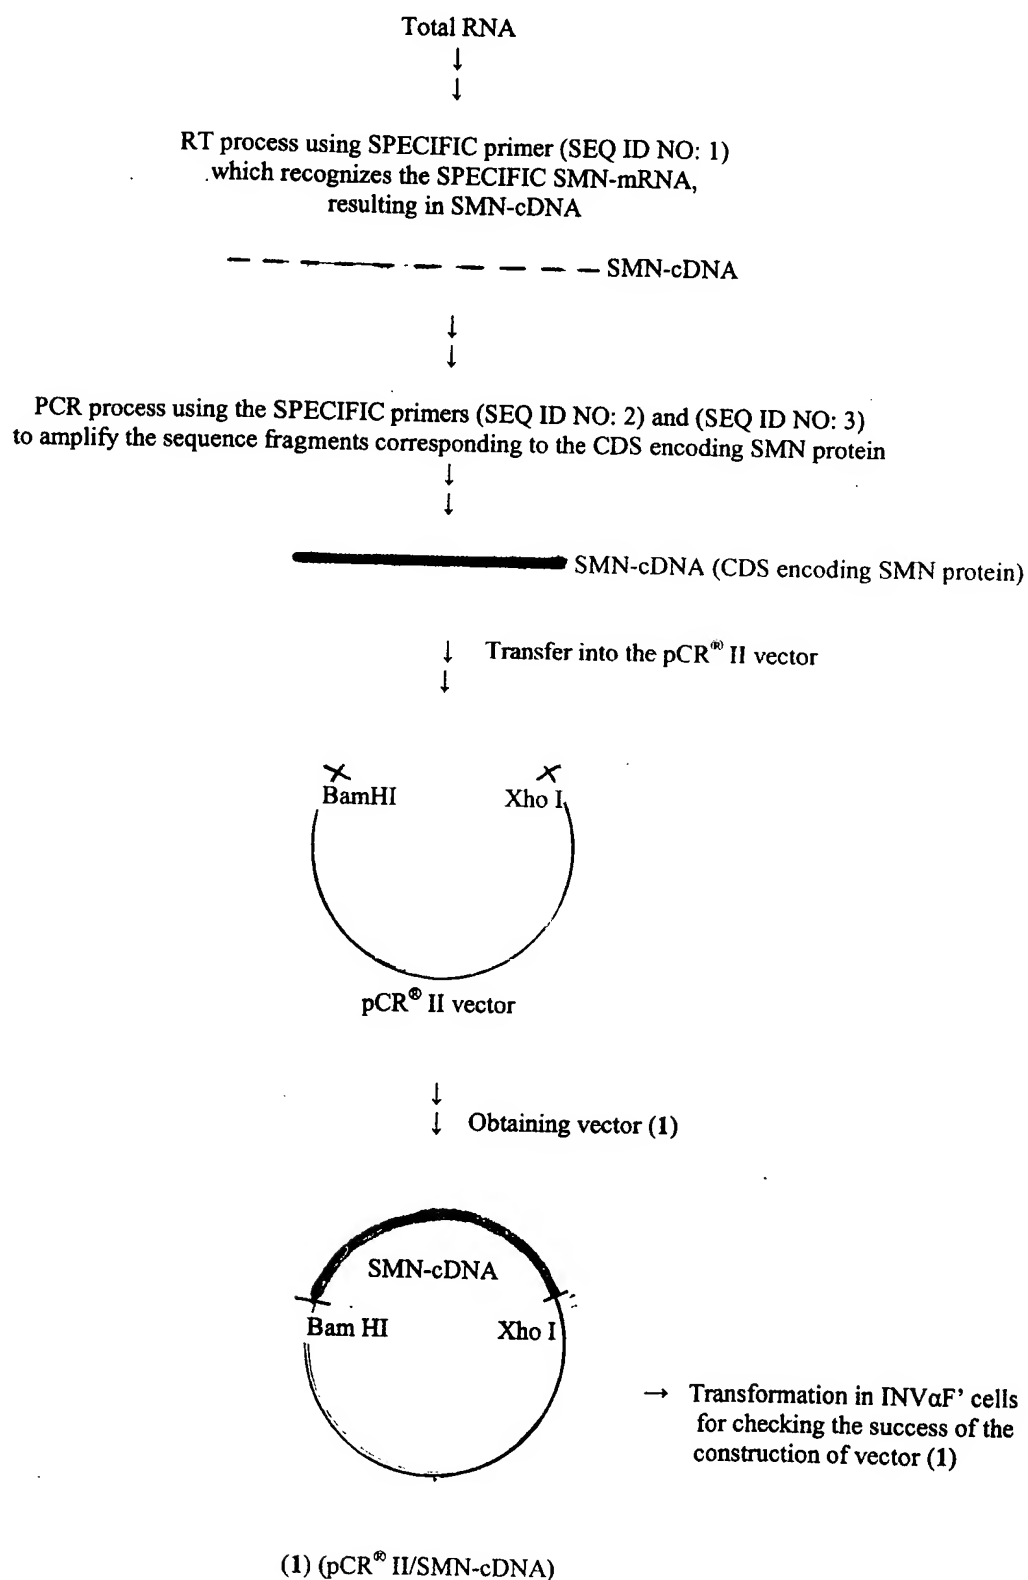 Total RNA
↓
↓
RT process using SPECIFIC primer (SEQ ID NO: 1)
which recognizes the SPECIFIC SMN-mRNA,
resulting in SMN-cDNA
SMN-cDNA
↓
↓
PCR process using the SPECIFIC primers (SEQ ID NO: 2) and (SEQ ID NO: 3)
to amplify the sequence fragments corresponding to the CDS encoding SMN protein
↓
↓
SMN-cDNA (CDS encoding SMN protein)
↓ Transfer into the pCR® II vector
↓
BamHI Xho I
pCR® II vector
↓
↓ Obtaining vector (1)
SMN-cDNA
Bam HI Xho I
→ Transformation in INVαF’ cells
for checking the success of the
construction of vector (1)
(1) (pCR® II/SMN-cDNA)